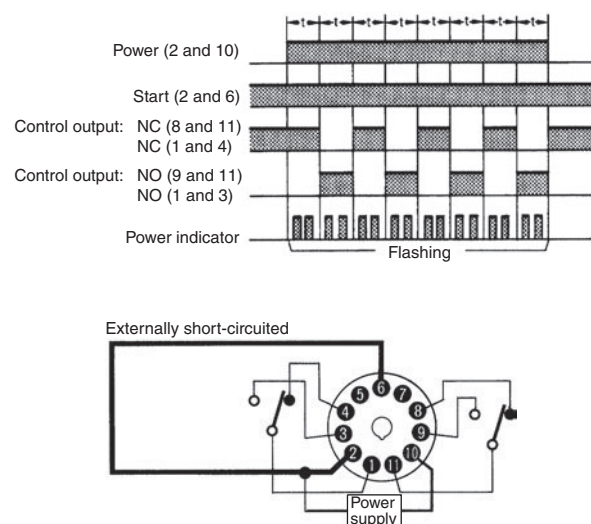 t t t t t t t t
Power (2 and 10)
Start (2 and 6)
Control output: NC (8 and 11)
NC (1 and 4)
Control output: NO (9 and 11)
NO (1 and 3)
Power indicator
Flashing
Externally short-circuited
6
5 7
4 8
3 9
2 10
1 11
Power
supply